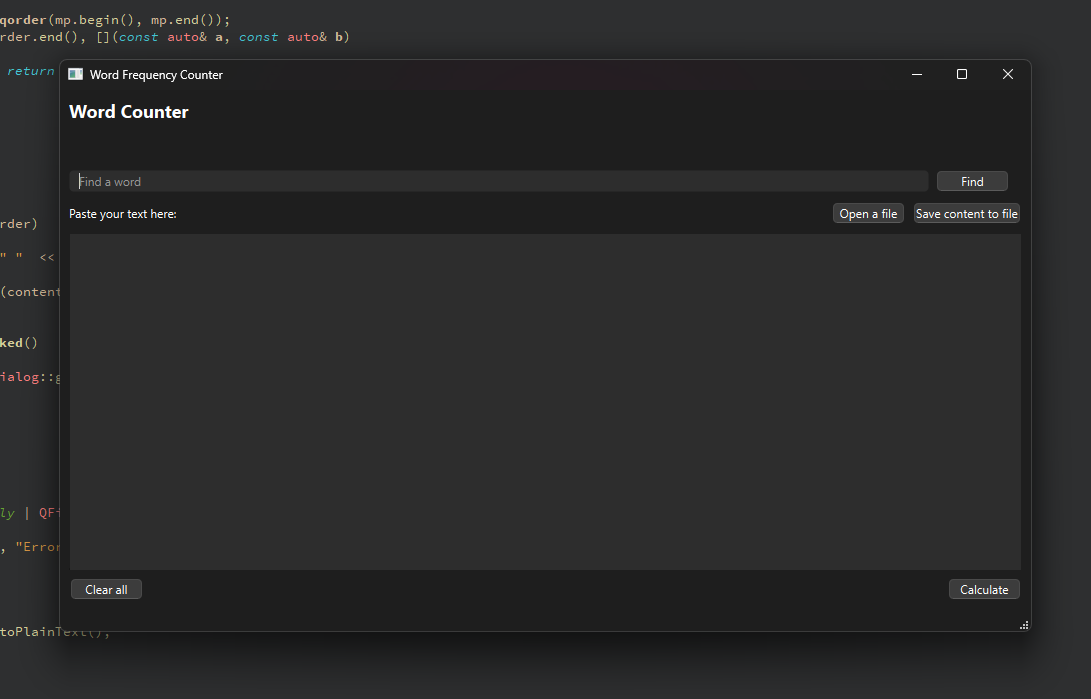 qorder(mp.begin(), mp.end());
rder.end(), [](const auto& a, const auto& b)
return
Word Frequency Counter
Word Counter
Find a word
Find
Paste your text here:
Open a file
Save content to file
rder)
" " <<
(content
ked()
ialog::g
ly | QFi
, "Error
Clear all
Calculate
toPlainText();